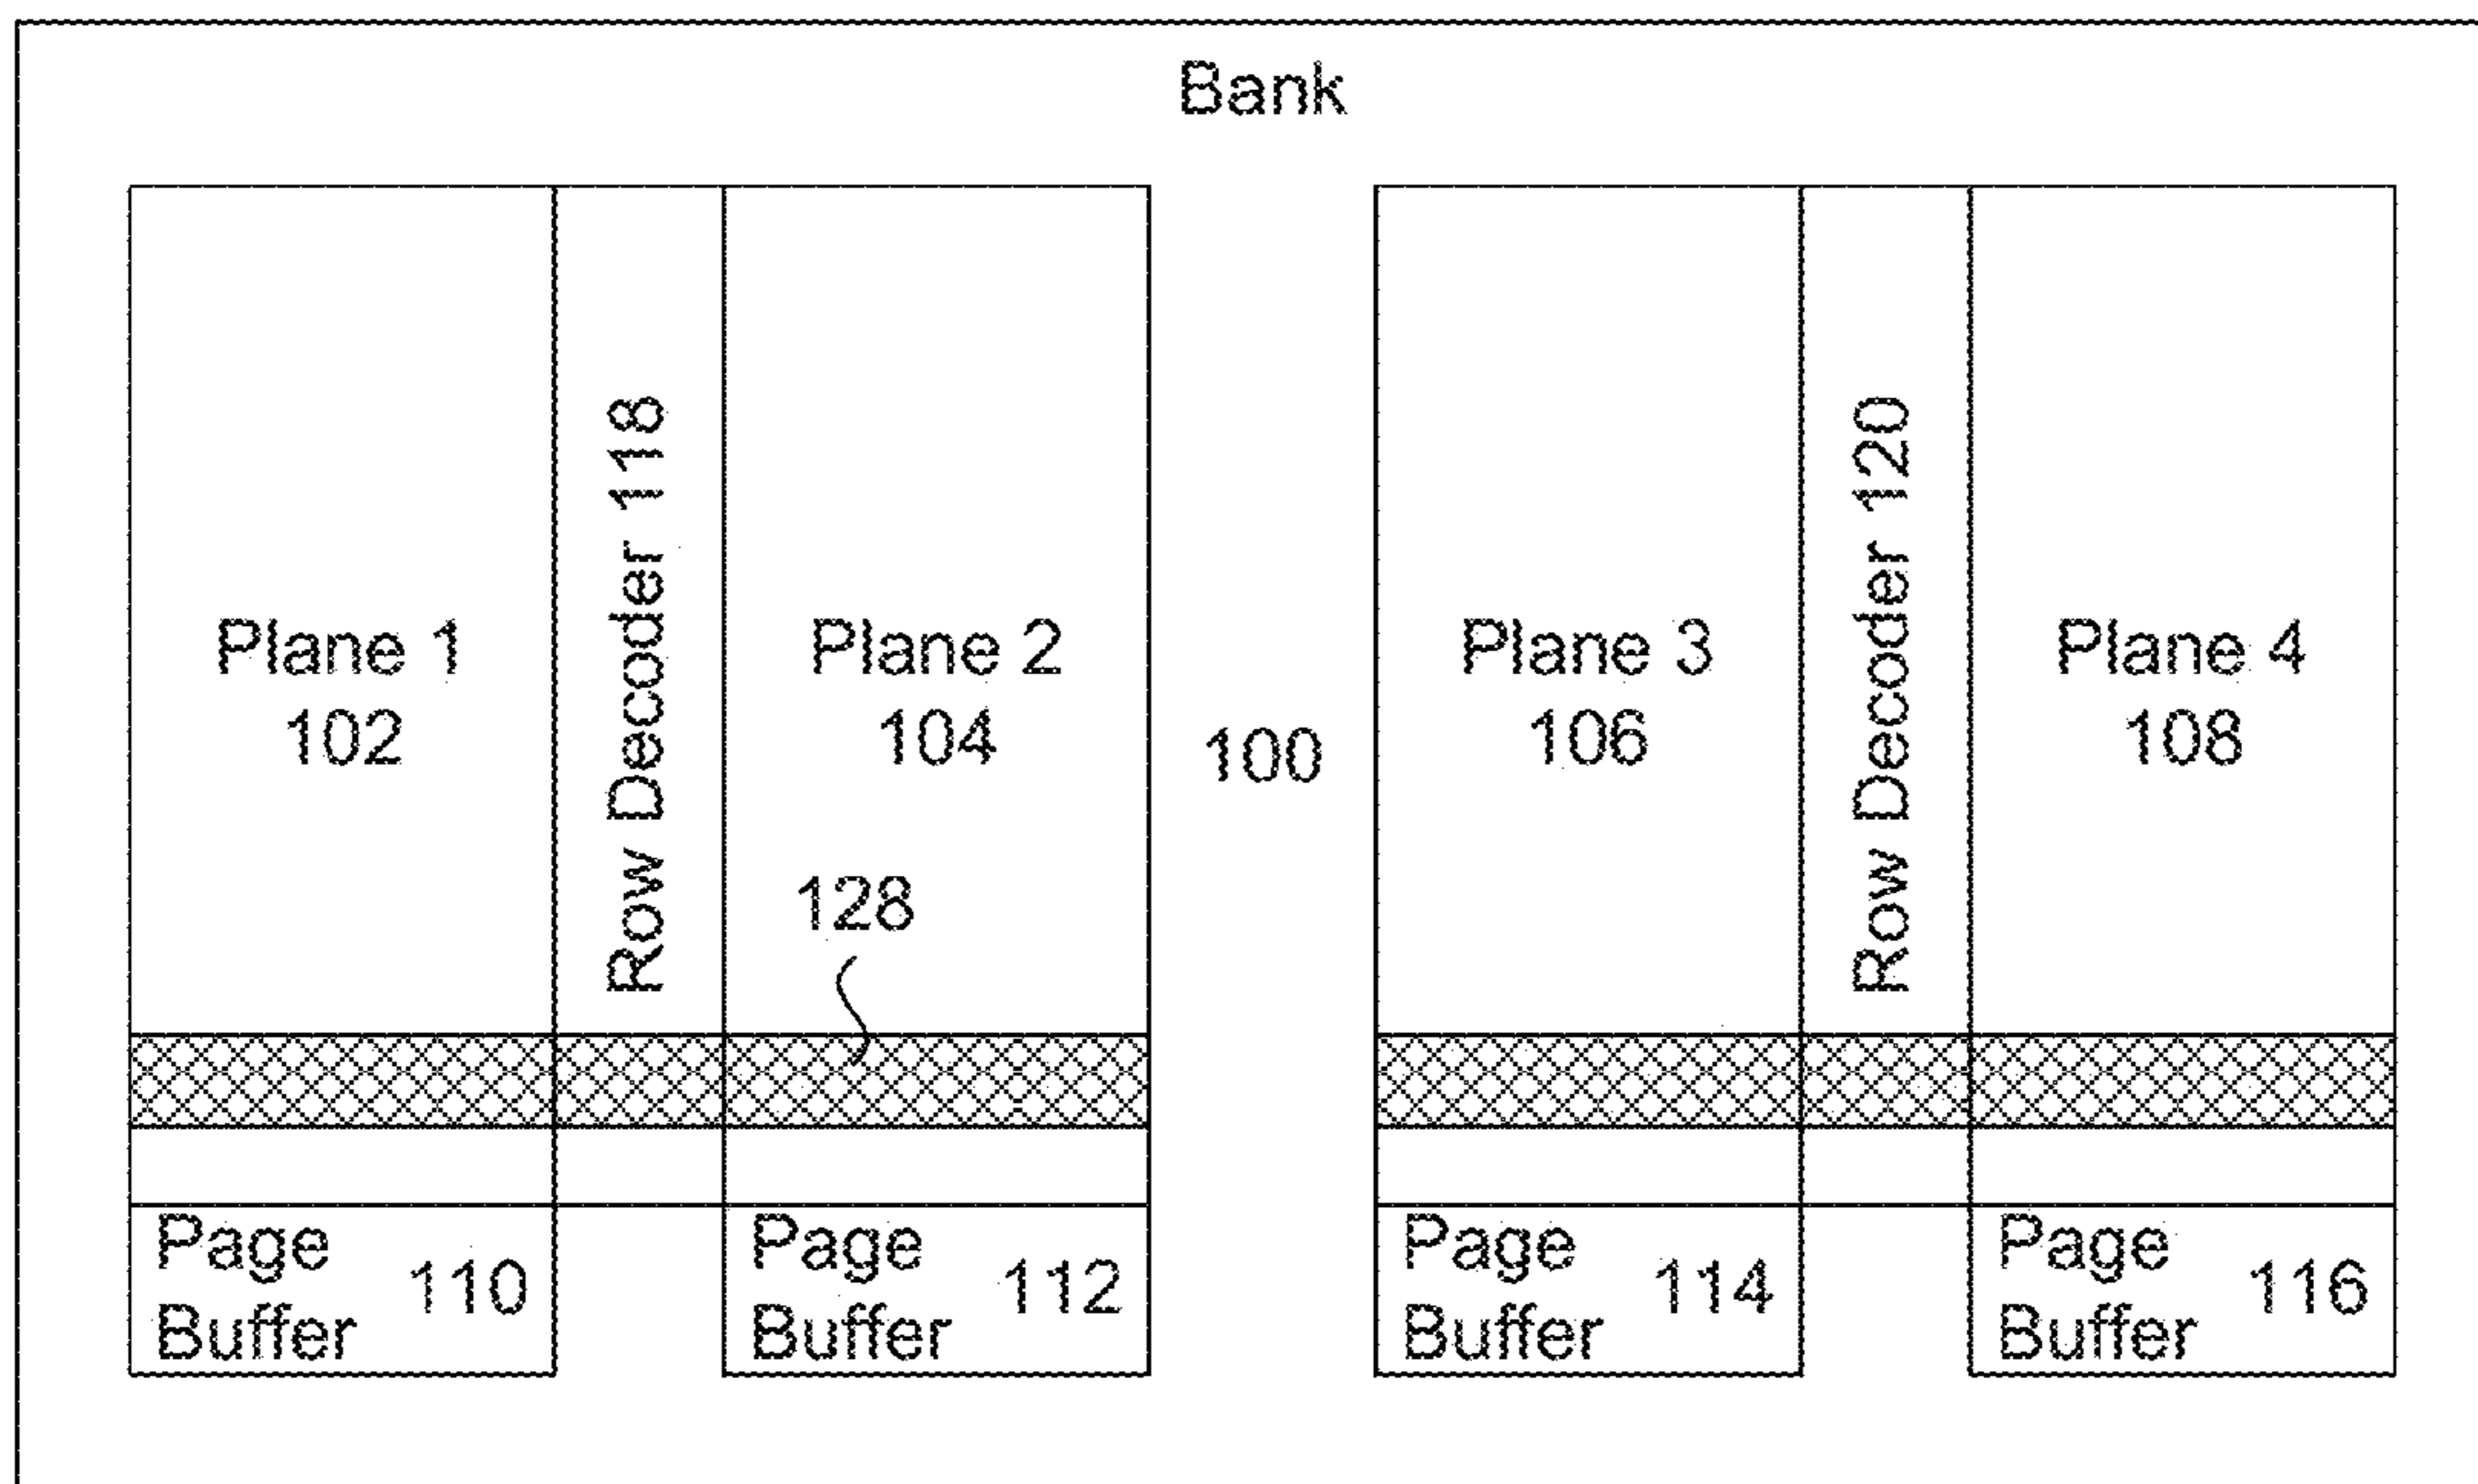 Bank
Plane 1
102
Row Decoder 118
Plane 2
104
128
100
Plane 3
106
Row Decoder 120
Plane 4
108
Page
Buffer 110
Page
Buffer 112
Page
Buffer 114
Page
Buffer 116